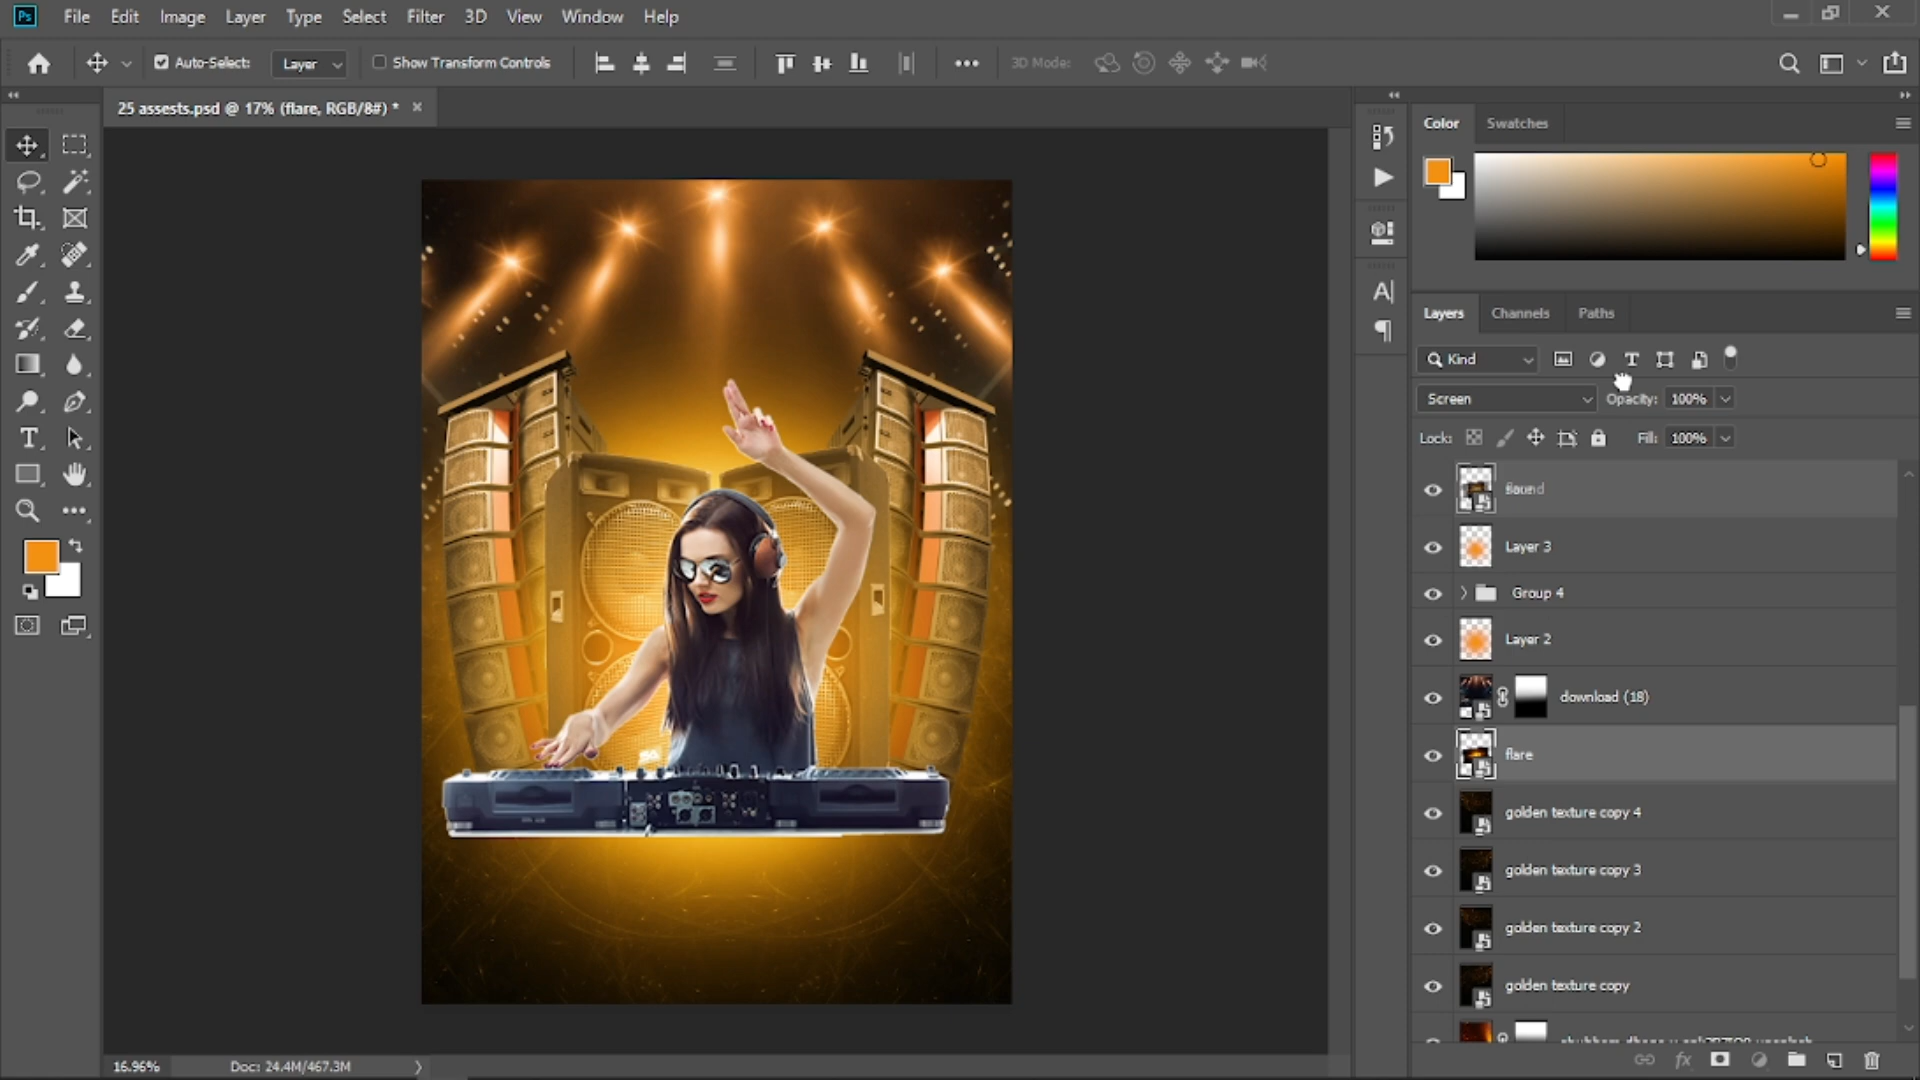 Ps File Edit Image Layer Type Select Filter 3D View Window Help
Auto-Select: Layer Show Transform Controls 3D Mode:
25 assests.psd @ 17% (flare, RGB/8#) *
Color Swatches
Layers Channels Paths
Kind
Screen Opacity: 100%
Lock: Fill: 100%
Layer 3
Group 4
Layer 2
download (18)
flare
golden texture copy 4
golden texture copy 3
golden texture copy 2
golden texture copy
fx
16.96% Doc: 24.4M/467.3M